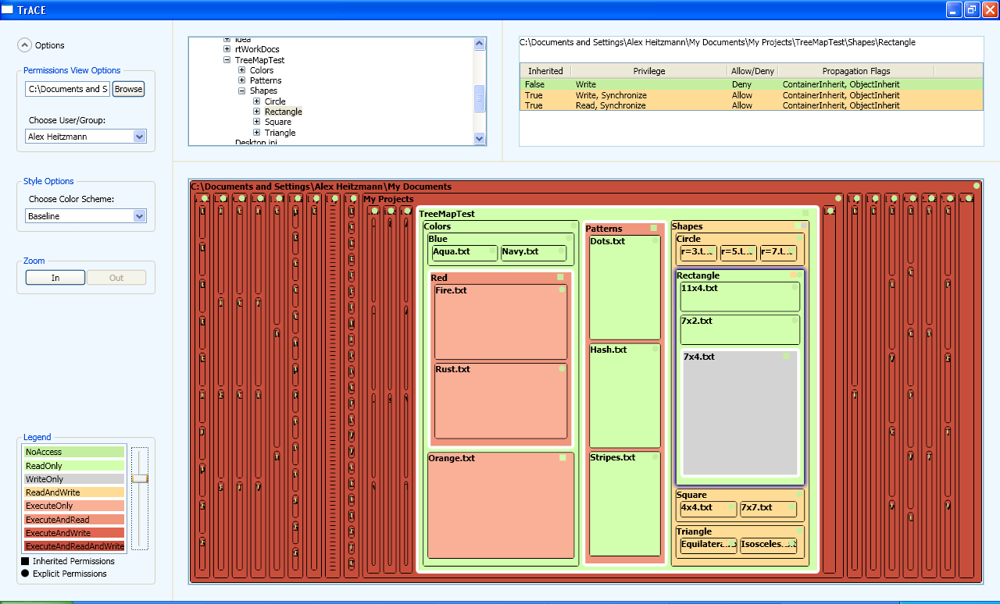 TrACE
Options
Permissions View Options
C:\Documents and S
Browse
Choose User/Group:
Alex Heitzmann
Style Options
Choose Color Scheme:
Baseline
Zoom
In
Out
Legend
NoAccess
ReadOnly
WriteOnly
ReadAndWrite
ExecuteOnly
ExecuteAndRead
ExecuteAndWrite
ExecuteAndReadAndWrite
Inherited Permissions
Explicit Permissions
idea
rtWorkDocs
TreeMapTest
Colors
Patterns
Shapes
Circle
Rectangle
Square
Triangle
Desktop.ini
C:\Documents and Settings\Alex Heitzmann\My Documents\My Projects\TreeMapTest\Shapes\Rectangle
Inherited Privilege Allow/Deny Propagation Flags
False Write Deny ContainerInherit, ObjectInherit
True Write, Synchronize Allow ContainerInherit, ObjectInherit
True Read, Synchronize Allow ContainerInherit, ObjectInherit
C:\Documents and Settings\Alex Heitzmann\My Documents
My Projects
TreeMapTest
Colors
Blue
Aqua.txt
Navy.txt
Red
Fire.txt
Rust.txt
Orange.txt
Patterns
Dots.txt
Hash.txt
Stripes.txt
Shapes
Circle
r=3.L...
r=5.L...
r=7.L...
Rectangle
11x4.txt
7x2.txt
7x4.txt
Square
4x4.txt
7x7.txt
Triangle
Equilater...
Isosceles...